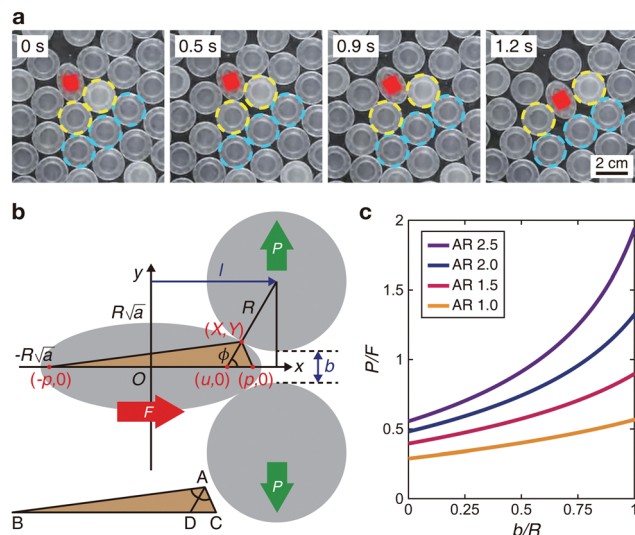 a
0 s
0.5 s
0.9 s
1.2 s
2 cm
b
y
l
P
R√a
R
(X,Y)
-R√a
ϕ
b
x
(-p,0)
O
(u,0)
(p,0)
F
P
A
B
D
C
c
2
AR 2.5
AR 2.0
1.5
AR 1.5
AR 1.0
P/F
1
0.5
0
0
0.25
0.5
0.75
1
b/R